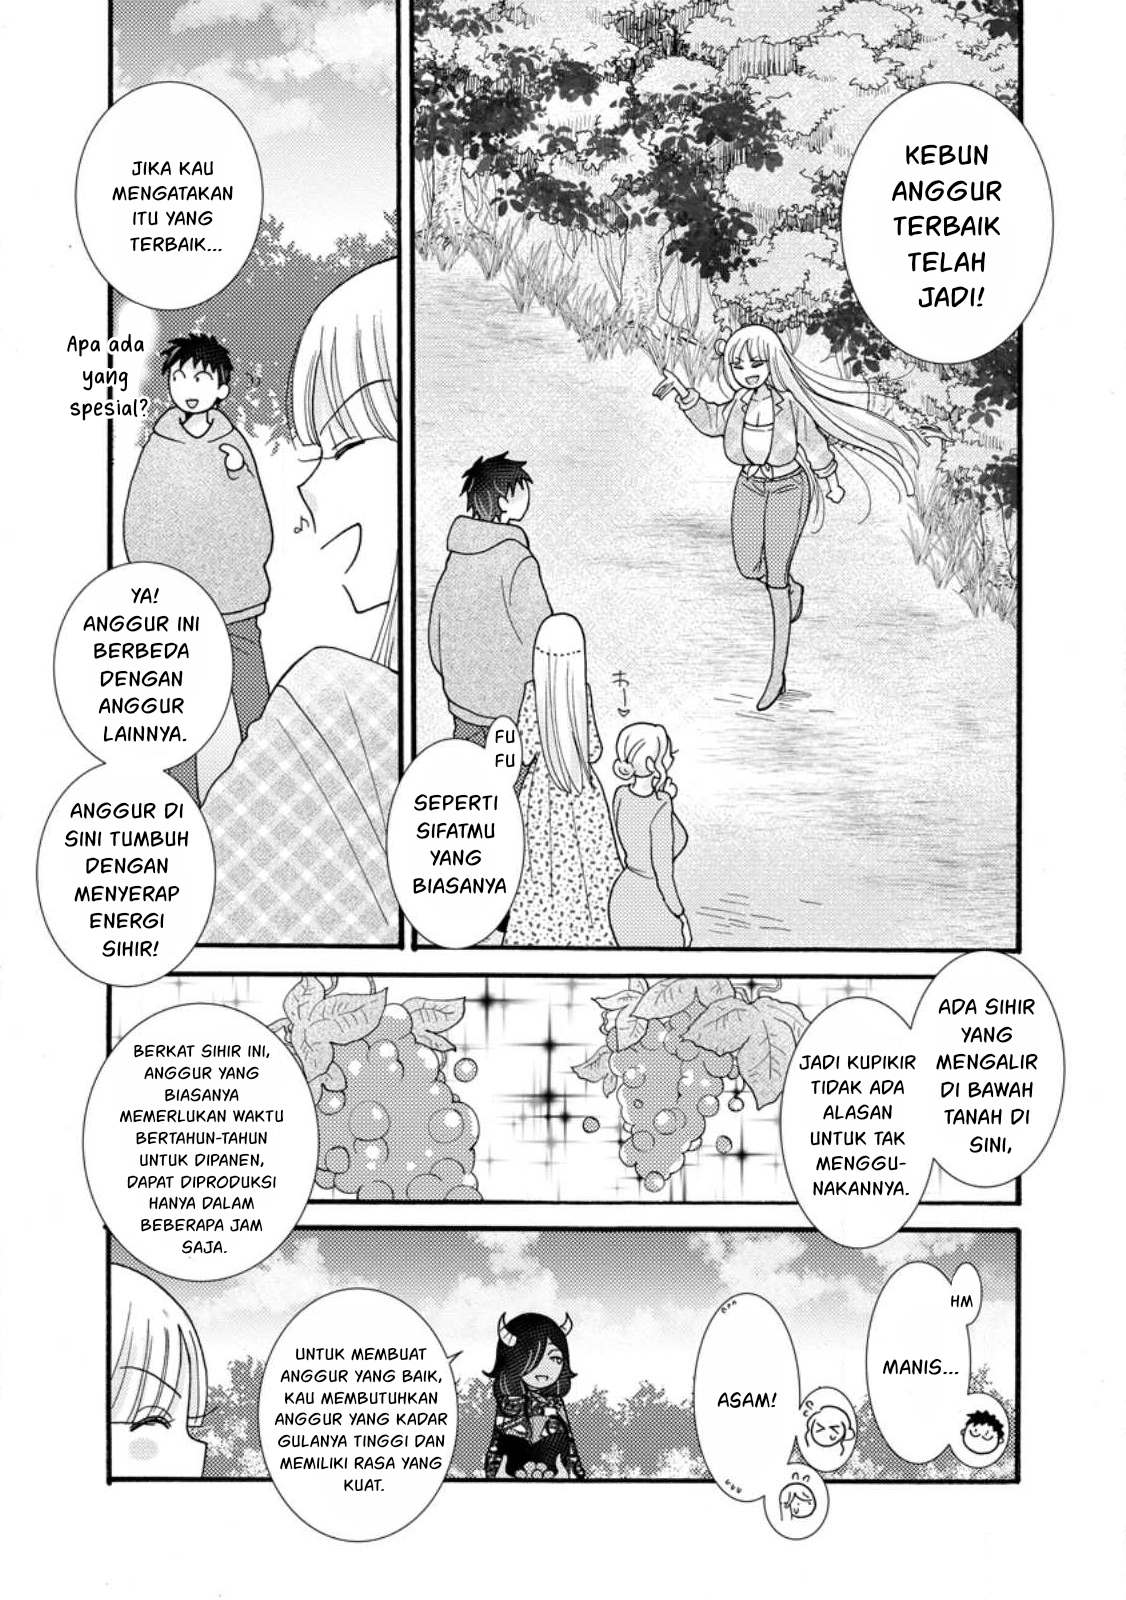 KEBUN
ANGGUR
TERBAIK
TELAH
JADI!
FU
FU
SEPERTI
SIFATMU
YANG
BIASANYA
おーっ
JIKA KAU
MENGATAKAN
ITU YANG
TERBAIK...
Apa ada
yang
spesial?
YA!
ANGGUR INI
BERBEDA
DENGAN
ANGGUR
LAINNYA.
ANGGUR DI
SINI TUMBUH
DENGAN
MENYERAP
ENERGI
SIHIR!
ADA SIHIR
YANG
MENGALIR
DI BAWAH
TANAH DI
SINI,
JADI KUPIKIR
TIDAK ADA
ALASAN
UNTUK TAK
MENGGU-
NAKANNYA.
BERKAT SIHIR INI,
ANGGUR YANG
BIASANYA
MEMERLUKAN WAKTU
BERTAHUN-TAHUN
UNTUK DIPANEN,
DAPAT DIPRODUKSI
HANYA DALAM
BEBERAPA JAM
SAJA.
HM
MANIS...
ASAM!
UNTUK MEMBUAT
ANGGUR YANG BAIK,
KAU MEMBUTUHKAN
ANGGUR YANG KADAR
GULANYA TINGGI DAN
MEMILIKI RASA YANG
KUAT.